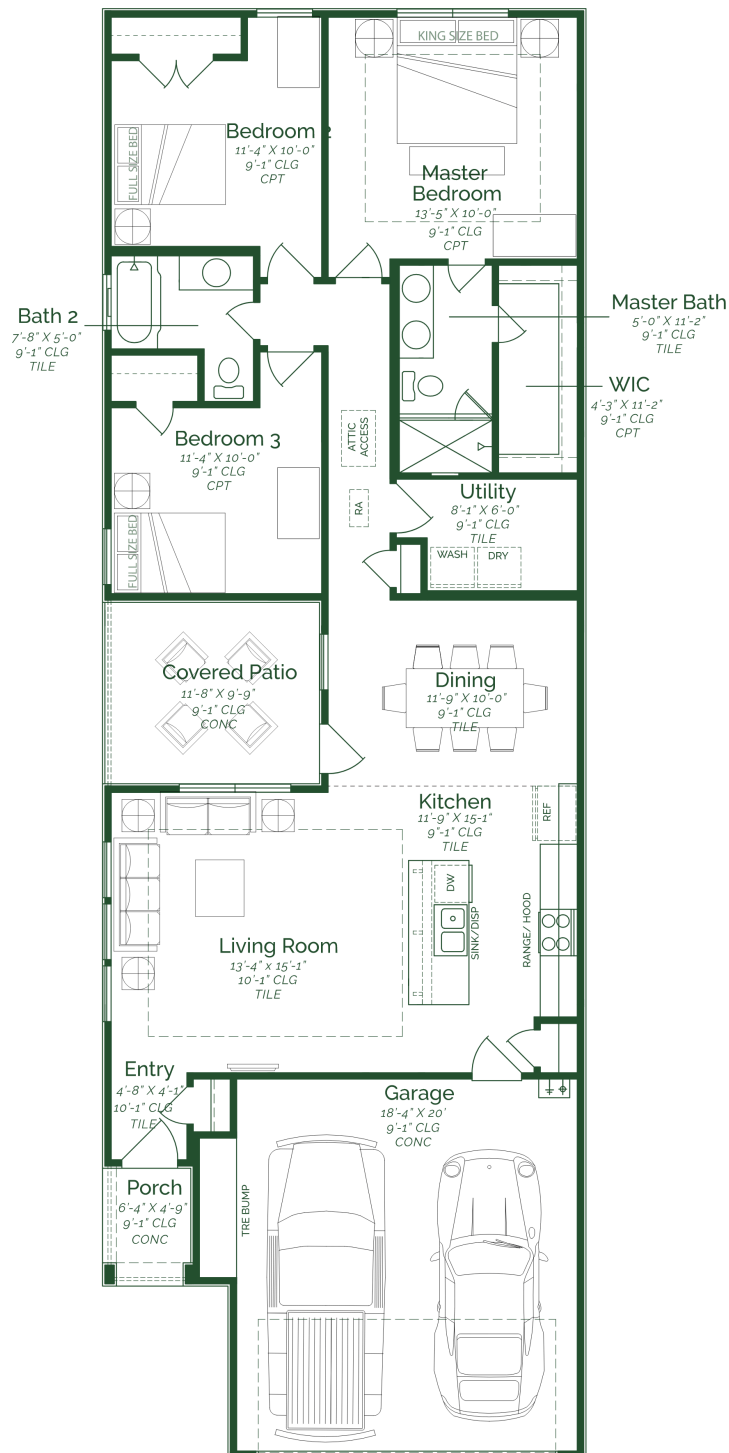 KING SIZE BED
Bedroom 2
11'-4" X 10'-0"
9'-1" CLG
CPT
FULL SIZE BED
Master
Bedroom
13'-5" X 10'-0"
9'-1" CLG
CPT
Bath 2
7'-8" X 5'-0"
9'-1" CLG
TILE
Master Bath
5'-0" X 11'-2"
9'-1" CLG
TILE
WIC
4'-3" X 11'-2"
9'-1" CLG
CPT
Bedroom 3
11'-4" X 10'-0"
9'-1" CLG
CPT
FULL SIZE BED
ATTIC
ACCESS
RA
Utility
8'-1" X 6'-0"
9'-1" CLG
TILE
WASH
DRY
Covered Patio
11'-8" X 9'-9"
9'-1" CLG
CONC
Dining
11'-9" X 10'-0"
9'-1" CLG
TILE
Kitchen
11'-9" X 15'-1"
9"-1" CLG
TILE
REF
DW
SINK/DISP
RANGE/ HOOD
Living Room
13'-4" X 15'-1"
10'-1" CLG
TILE
Entry
4'-8" X 4'-1"
10'-1" CLG
TILE
Garage
18'-4" X 20'
9'-1" CLG
CONC
Porch
6'-4" X 4'-9"
9'-1" CLG
CONC
TRE BUMP